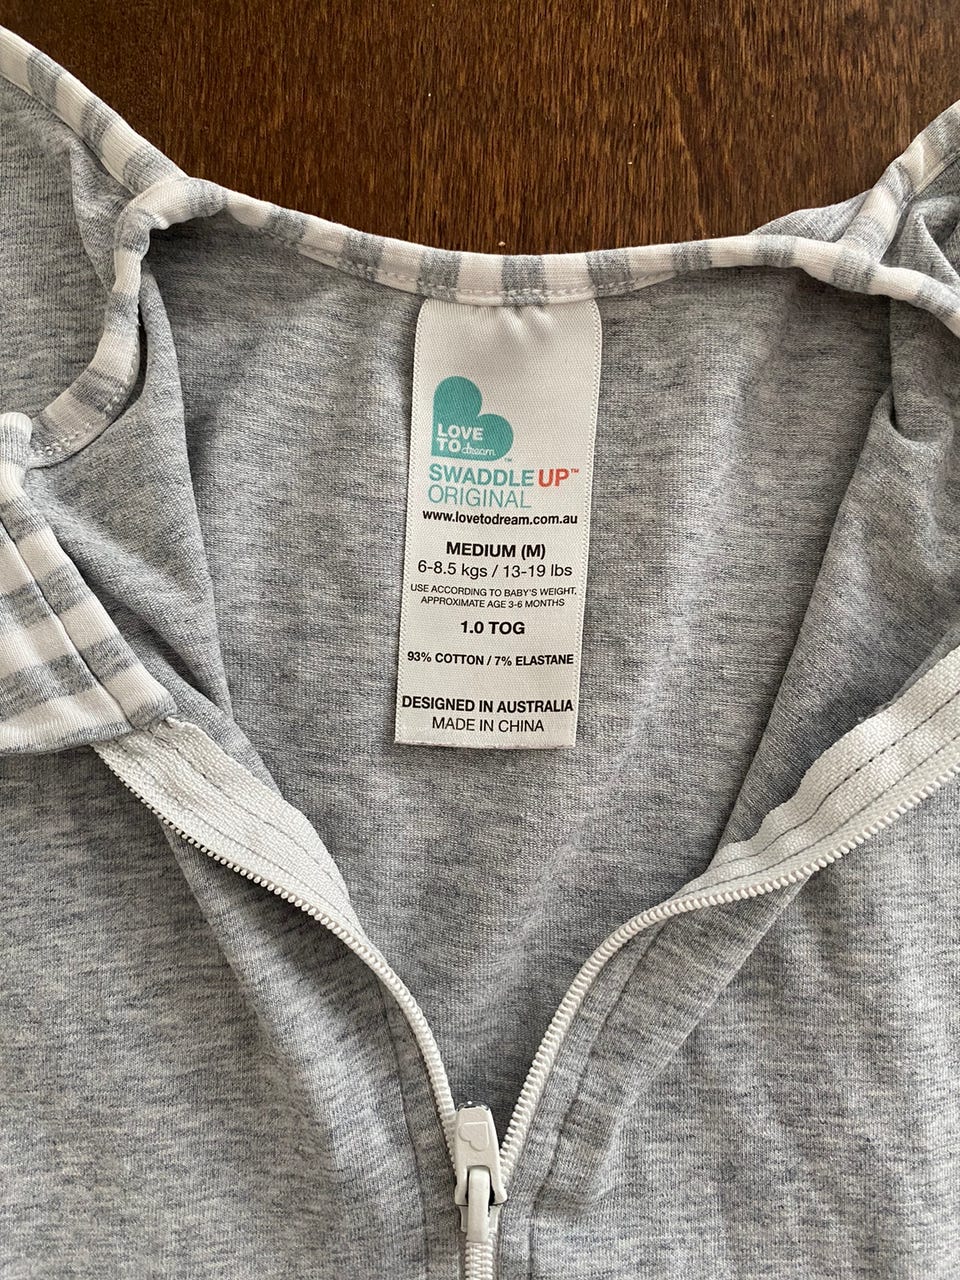 LOVE
TO dream ™
SWADDLE UP™
ORIGINAL
www.lovetodream.com.au
MEDIUM (M)
6-8.5 kgs / 13-19 lbs
USE ACCORDING TO BABY'S WEIGHT,
APPROXIMATE AGE 3-6 MONTHS
1.0 TOG
93% COTTON / 7% ELASTANE
DESIGNED IN AUSTRALIA
MADE IN CHINA